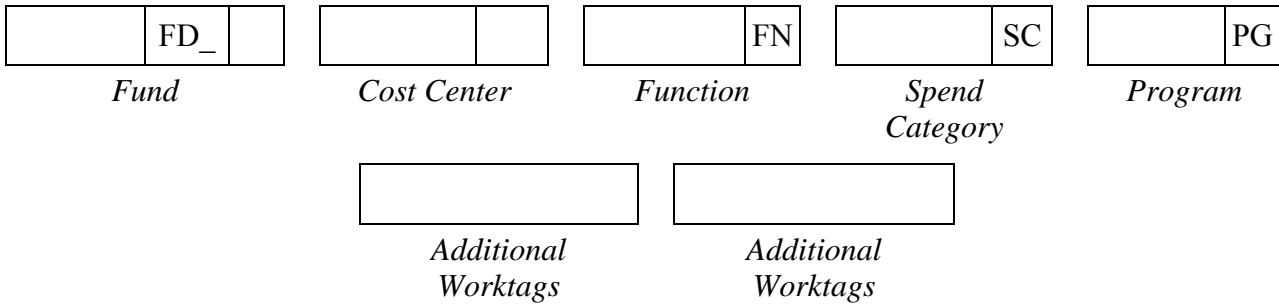 FD_ FN SC PG
Fund Cost Center Function Spend Program
Category
Additional Additional
Worktags Worktags